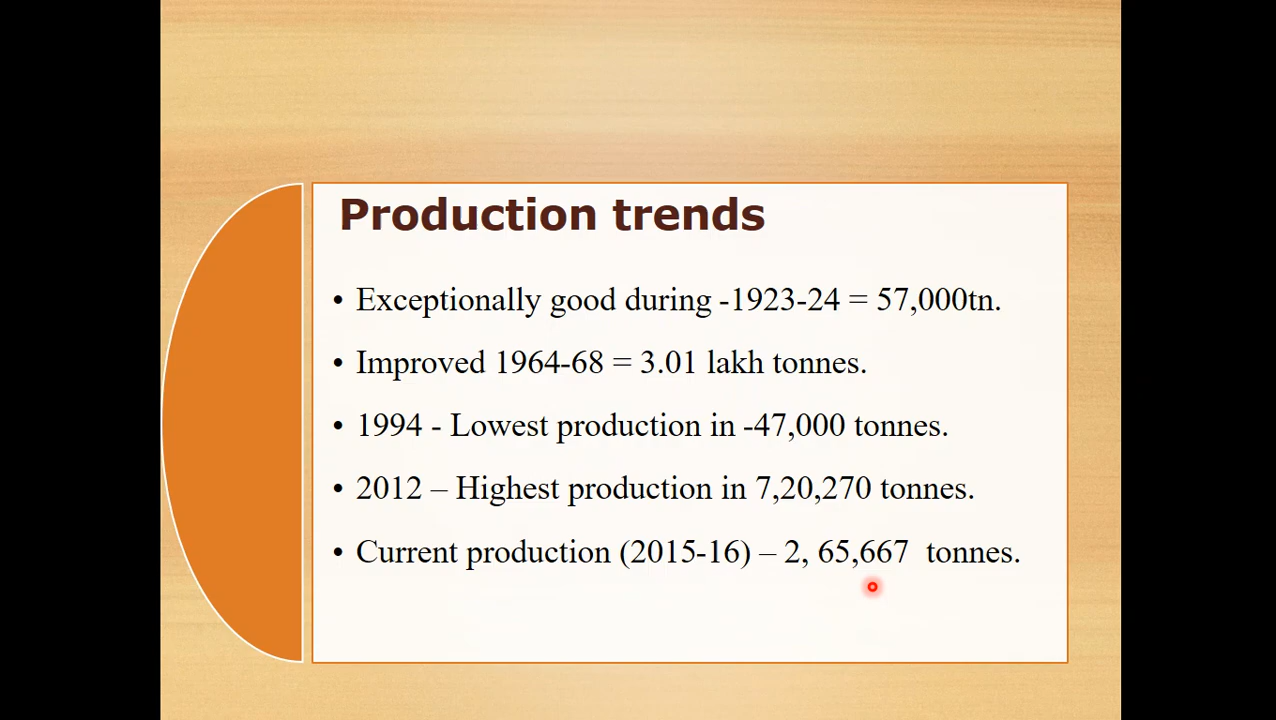 Production trends
• Exceptionally good during -1923-24 = 57,000tn.
• Improved 1964-68 = 3.01 lakh tonnes.
• 1994 - Lowest production in -47,000 tonnes.
• 2012 – Highest production in 7,20,270 tonnes.
• Current production (2015-16) – 2, 65,667  tonnes.